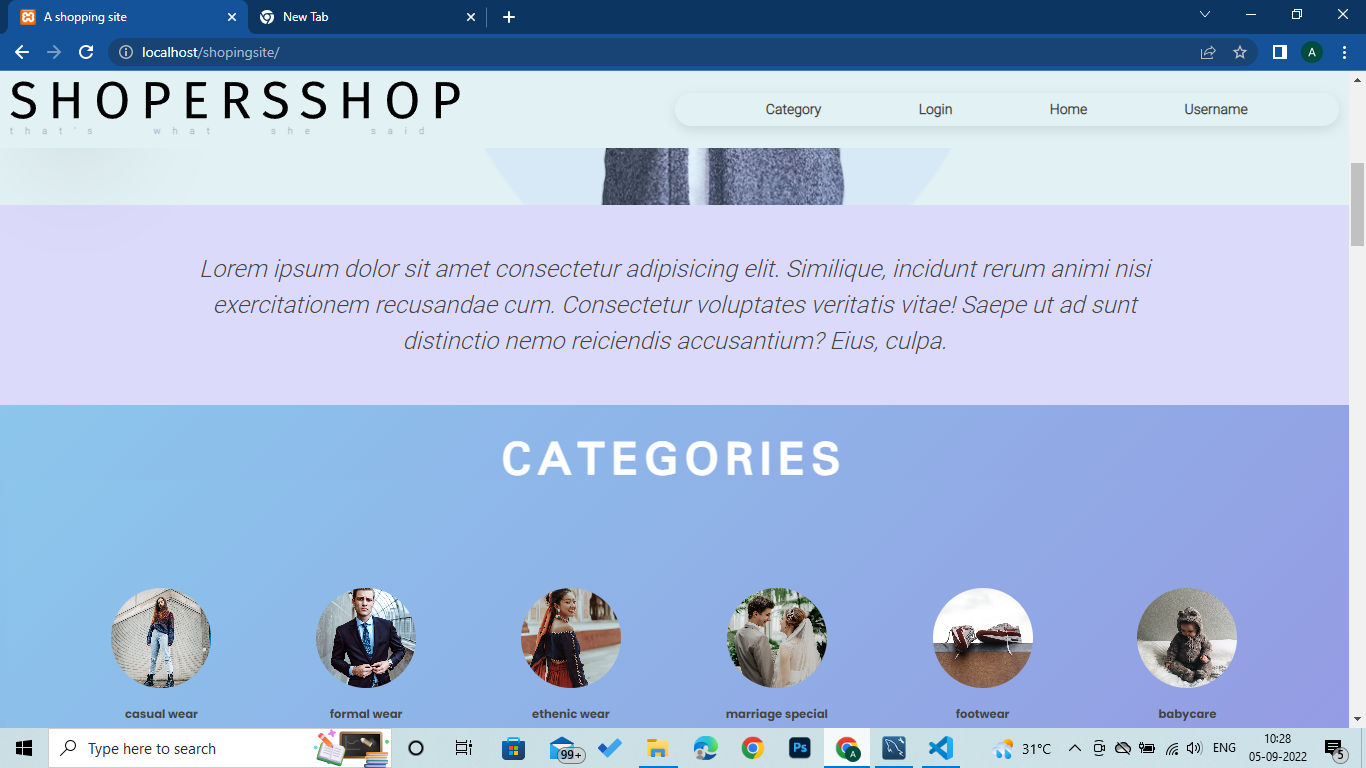 A shopping site
New Tab
localhost/shopingsite/
SHOPERSSHOP
that's what she said
Category Login Home Username
Lorem ipsum dolor sit amet consectetur adipisicing elit. Similique, incidunt rerum animi nisi
exercitationem recusandae cum. Consectetur voluptates veritatis vitae! Saepe ut ad sunt
distinctio nemo reiciendis accusantium? Eius, culpa.
CATEGORIES
casual wear formal wear ethenic wear marriage special footwear babycare
Type here to search
99+
Ps
A
31°C
ENG
10:28
05-09-2022
5